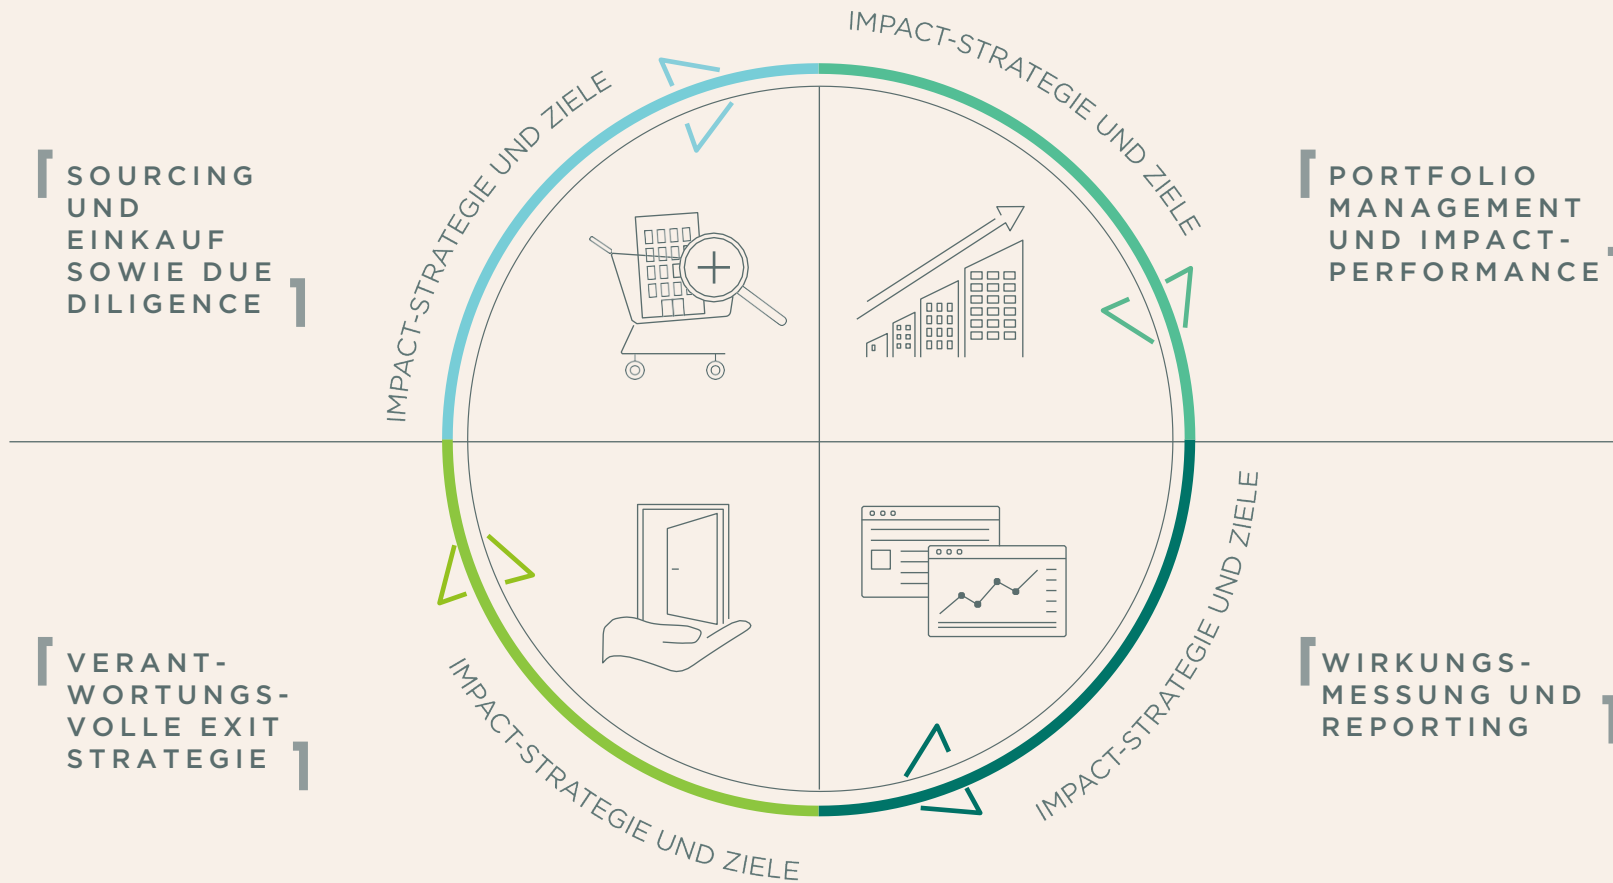 IMPACT-STRATEGIE UND ZIELE
IMPACT-STRATEGIE UND ZIELE
SOURCING
UND
EINKAUF
SOWIE DUE
DILIGENCE
PORTFOLIO
MANAGEMENT
UND IMPACT-
PERFORMANCE
VERANT-
WORTUNGS-
VOLLE EXIT
STRATEGIE
WIRKUNGS-
MESSUNG UND
REPORTING
IMPACT-STRATEGIE UND ZIELE
IMPACT-STRATEGIE UND ZIELE